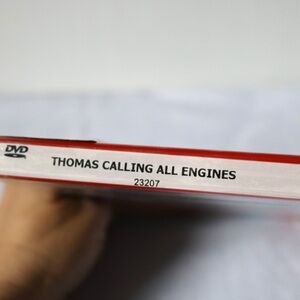 DVD
THOMAS CALLING ALL ENGINES
23207